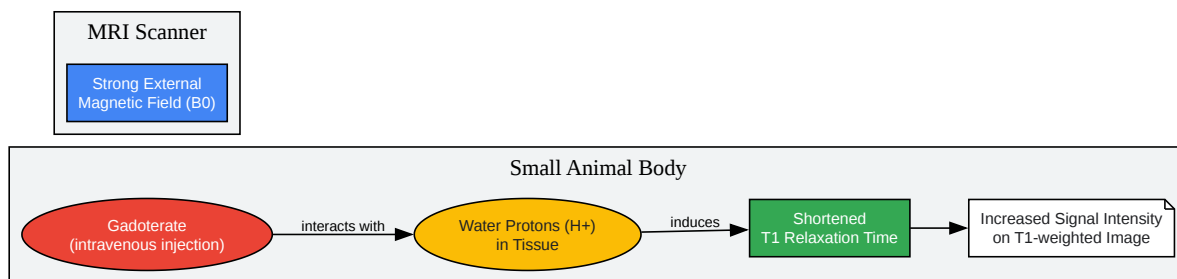 MRI Scanner
Strong External
Magnetic Field (B0)
Small Animal Body
Gadoterate
(intravenous injection)
interacts with
Water Protons (H+)
in Tissue
induces
Shortened
T1 Relaxation Time
Increased Signal Intensity
on T1-weighted Image